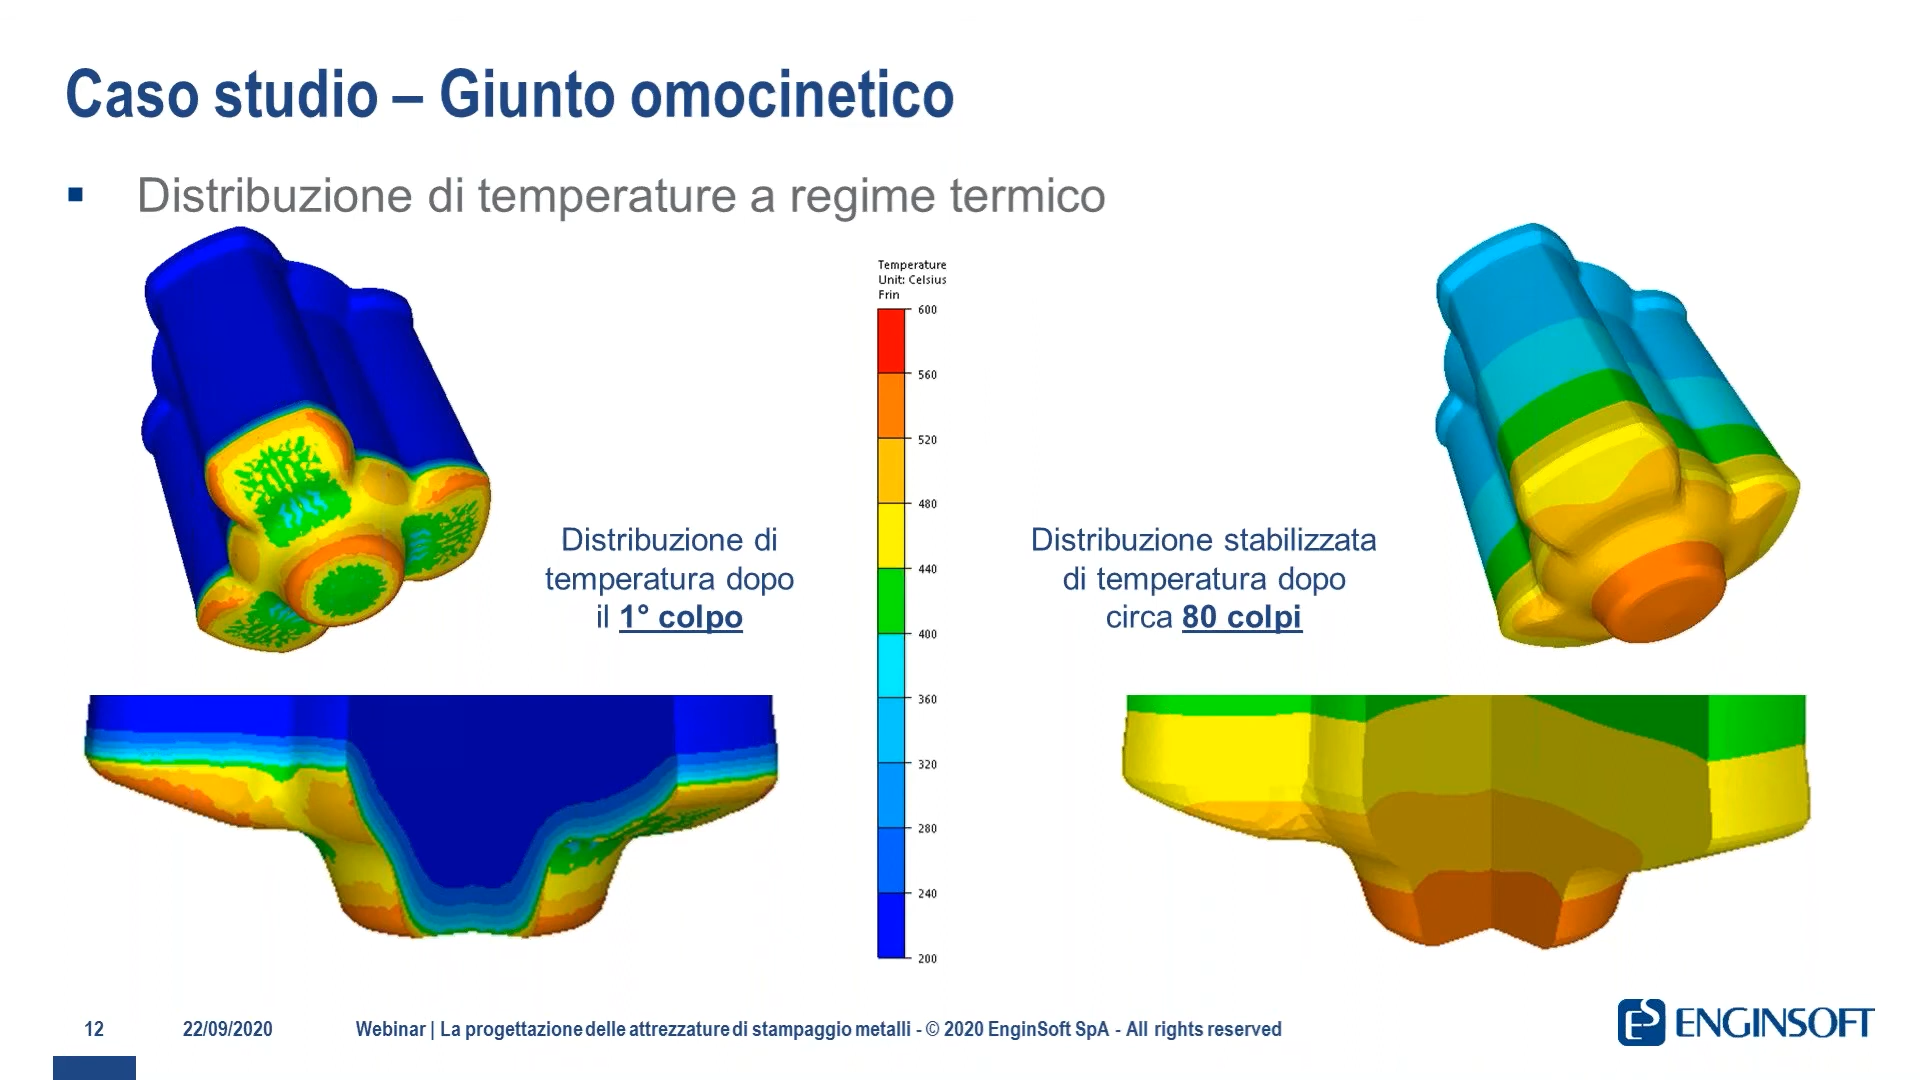 Caso studio – Giunto omocinetico
▪ Distribuzione di temperature a regime termico
Temperature
Unit: Celsius
Frin
600
560
520
480
440
400
360
320
280
240
200
Distribuzione di
temperatura dopo
il 1° colpo
Distribuzione stabilizzata
di temperatura dopo
circa 80 colpi
12 22/09/2020 Webinar | La progettazione delle attrezzature di stampaggio metalli - © 2020 EnginSoft SpA - All rights reserved
ENGINSOFT